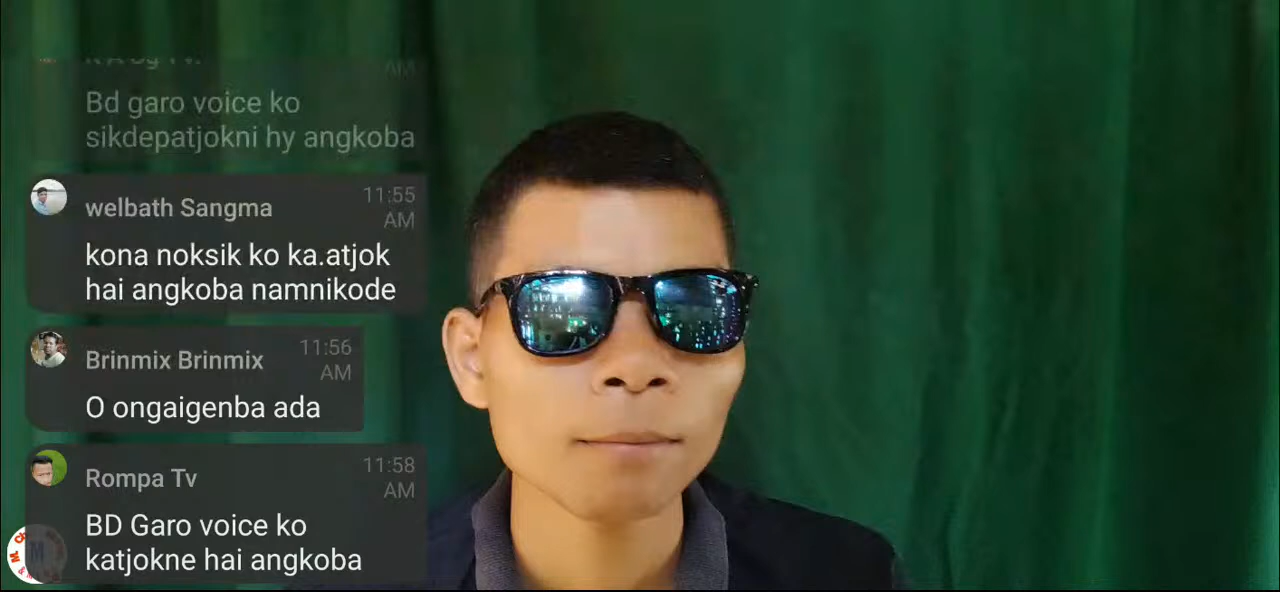 AM
Bd garo voice ko
sikdepatjokni hy angkoba
welbath Sangma
11:55
AM
kona noksik ko ka.atjok
hai angkoba namnikode
Brinmix Brinmix
11:56
AM
O ongaigenba ada
Rompa Tv
11:58
AM
BD Garo voice ko
katjokne hai angkoba
M